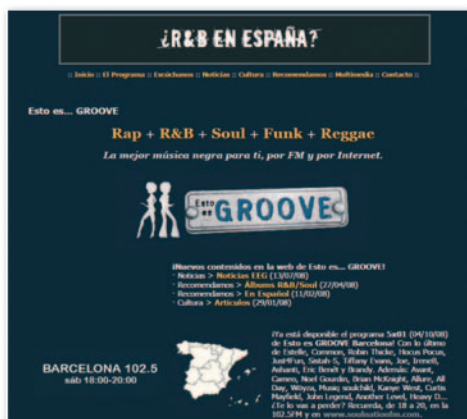 ¿R&B EN ESPAÑA?
:: Inicio :: El Programa :: Escúchanos :: Noticias :: Cultura :: Recomendamos :: Multimedia :: Contacto ::
Esto es... GROOVE
Rap + R&B + Soul + Funk + Reggae
La mejor música negra para ti, por FM y por Internet.
Esto es GROOVE
¡Nuevos contenidos en la web de Esto es... GROOVE!
· Noticias > Noticias EEG (13/07/08)
· Recomendamos > Álbums R&B/Soul (27/04/08)
· Recomendamos > En Español (11/02/08)
· Cultura > Artículos (29/01/08)
BARCELONA 102.5
sáb 18:00-20:00
¡Ya está disponible el programa 5x01 (04/10/08)
de Esto es GROOVE Barcelona! Con lo último
de Estelle, Common, Robin Thicke, Hocus Pocus,
Just4Fun, Sistah-S, Tiffany Evans, Joe, Irenell,
Ashanti, Eric Benét y Brandy. Además: Avant,
Cameo, Noel Gourdin, Brian McKnight, Allure, All
Day, Wöyza, Musiq soulchild, Kanye West, Curtis
Mayfield, John Legend, Another Level, Heavy D...
¿Te lo vas a perder? Recuerda, de 18 a 20, en la
102.5FM y en www.soulnation